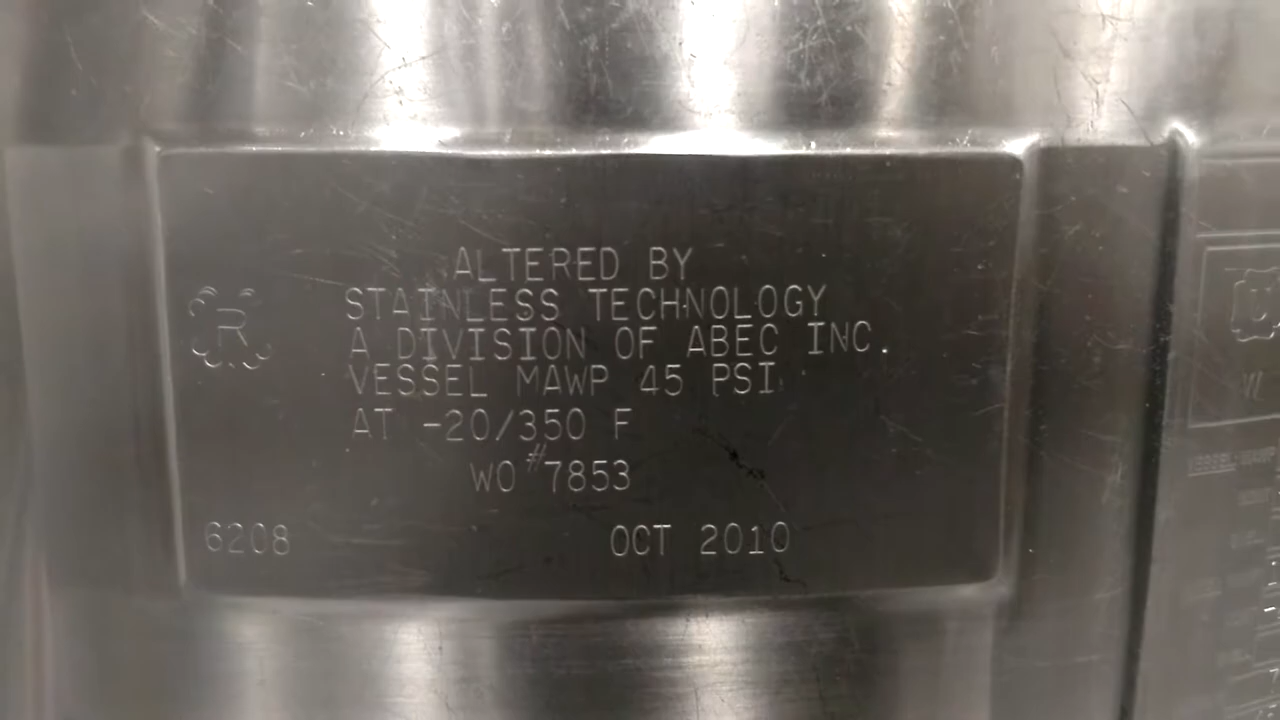 ALTERED BY
R
STAINLESS TECHNOLOGY
A DIVISION OF ABEC INC.
VESSEL MAWP 45 PSI
AT -20/350 F
WO #7853
6208 OCT 2010
U
VESSEL